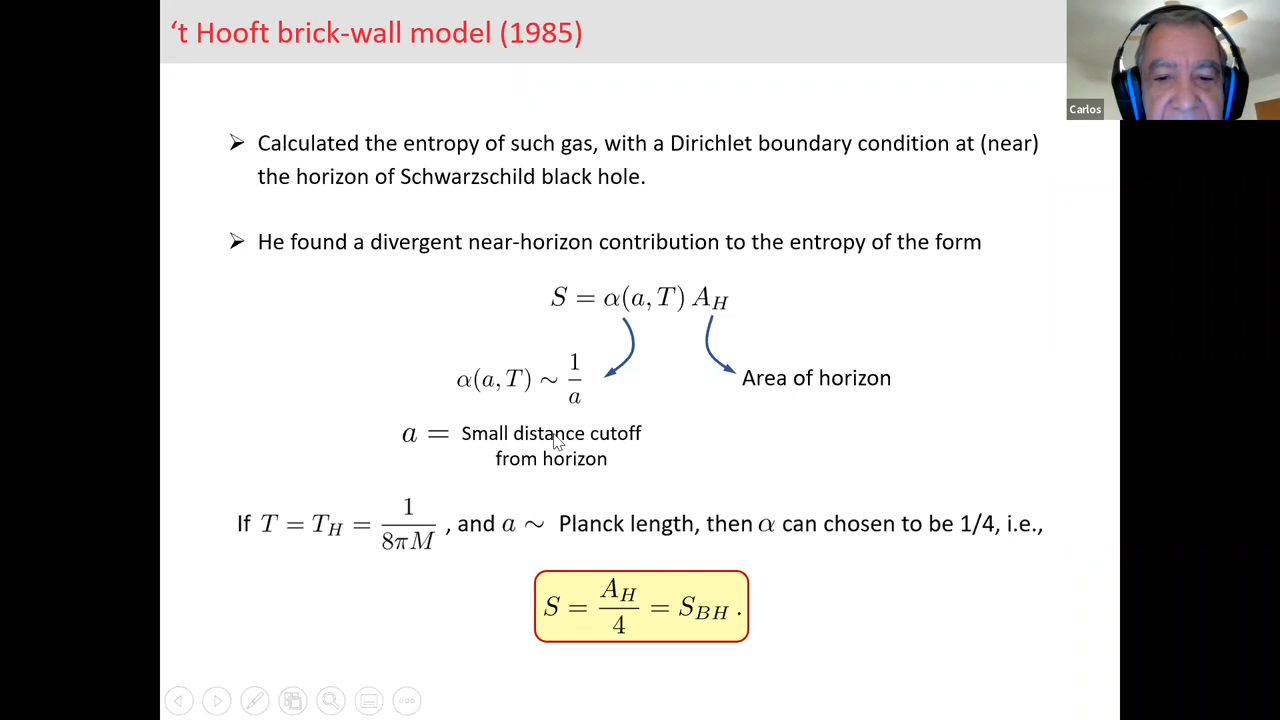 ‘t Hooft brick-wall model (1985)
Carlos
➢ Calculated the entropy of such gas, with a Dirichlet boundary condition at (near)
the horizon of Schwarzschild black hole.
➢ He found a divergent near-horizon contribution to the entropy of the form
S = α(a, T) A_H
α(a, T) ∼ 1/a
Area of horizon
a = Small distance cutoff
from horizon
If T = T_H = 1/(8πM) , and a ∼ Planck length, then α can chosen to be 1/4, i.e.,
S = A_H/4 = S_BH .